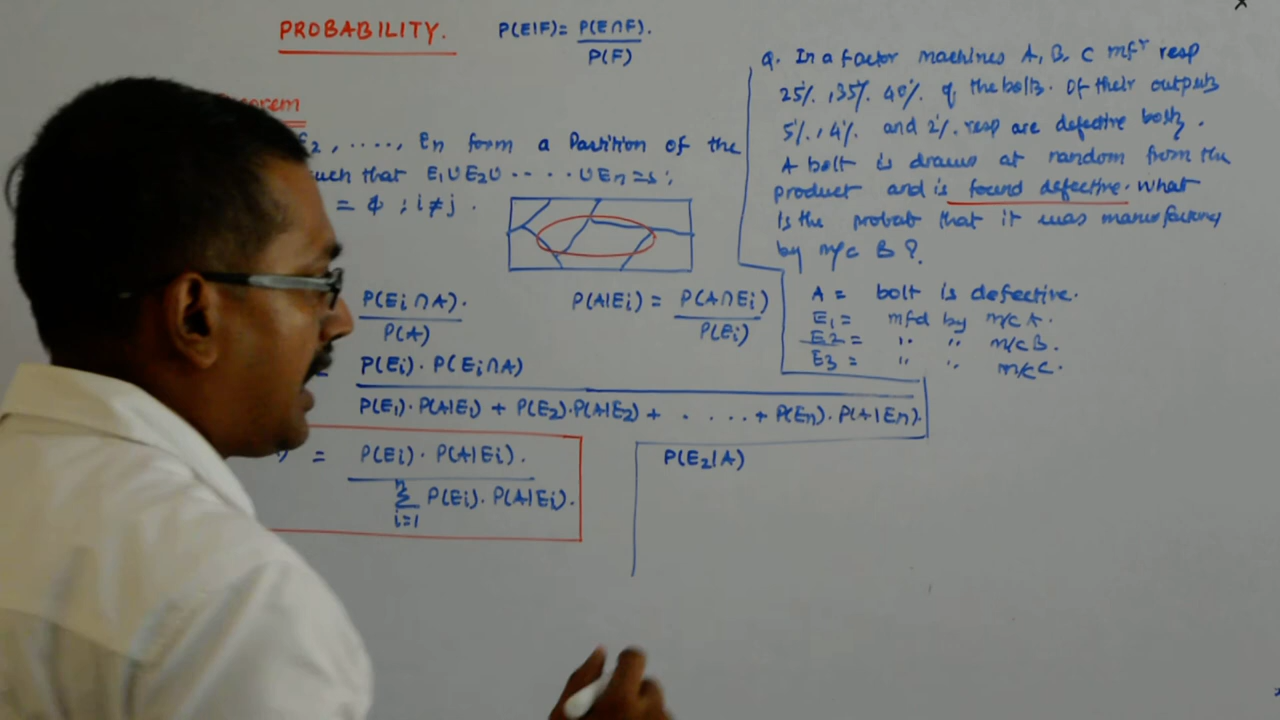 PROBABILITY.
P(E|F) = P(E∩F).
P(F)
E2, ....., En form a Partition of the
such that E1∪E2∪ ..... ∪En = s ;
= ϕ ; i≠j .
P(Ei∩A).
P(A)
P(A|Ei) = P(A∩Ei)
P(Ei)
= P(Ei). P(Ei∩A)
P(E1). P(A|E1) + P(E2).P(A|E2) + ..... + P(En). P(A|En).
= P(Ei). P(A|Ei).
n
Σ P(Ei). P(A|Ei).
i=1
Q. In a factor machines A, B, C mfr resp
25%, 35%. 40%. of the bolts. Of their outputs
5%., 4%. and 2%. resp are defective bolts.
A bolt is drawn at random from the
product and is found defective. What
is the probat that it was manufacturing
by m/c B ?.
A = bolt is defective.
E1 = mfd by m/c A.
E2 = " " m/c B.
E3 = " " m/c C.
P(E2|A)